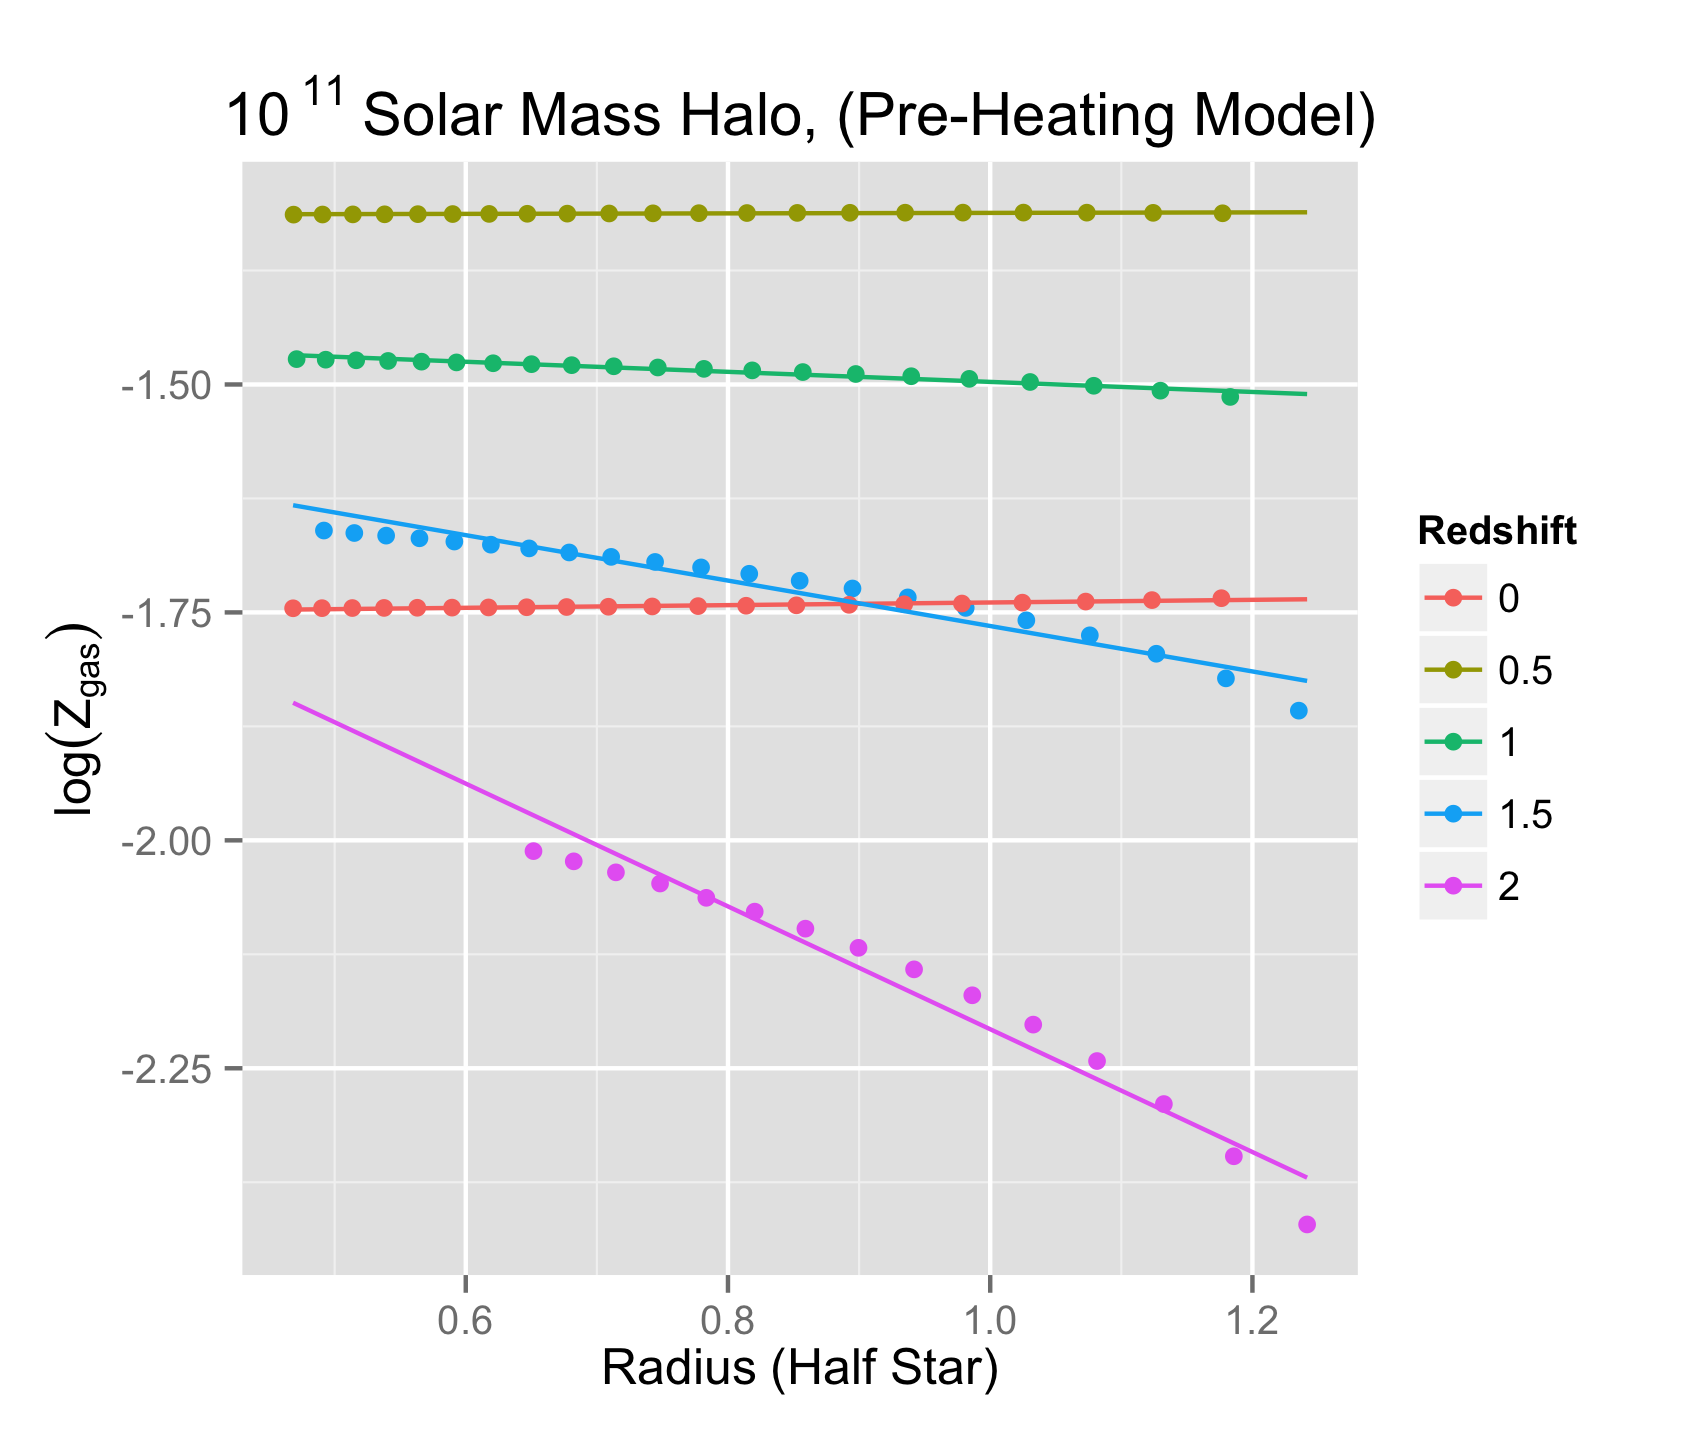 10^11 Solar Mass Halo, (Pre-Heating Model)
log(Z_gas)
-1.50
-1.75
-2.00
-2.25
0.6 0.8 1.0 1.2
Radius (Half Star)
Redshift
0
0.5
1
1.5
2